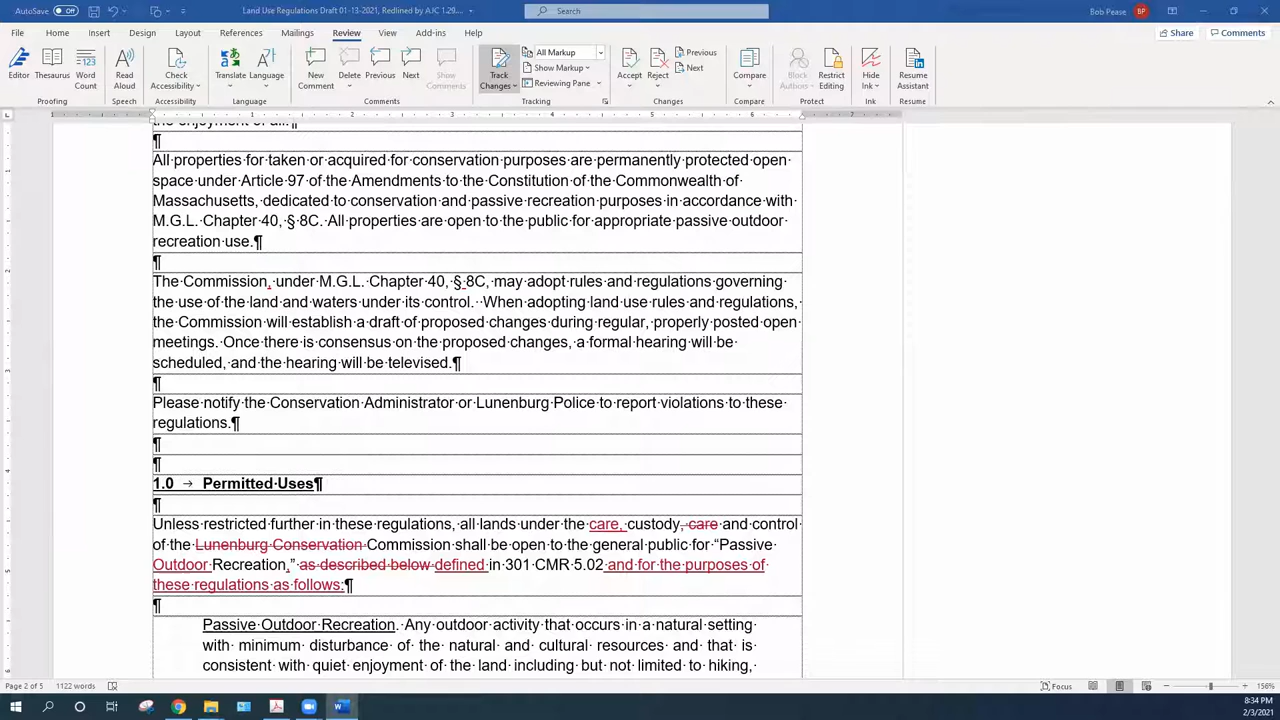 AutoSave Off Land Use Regulations Draft 01-13-2021, Redlined by AJC 1.29.... Search Bob Pease BP
File Home Insert Design Layout References Mailings Review View Add-ins Help Share Comments
Editor Thesaurus Word Count Read Aloud Check Accessibility Translate Language New Comment Delete Previous Next Show Comments Track Changes All Markup Show Markup Reviewing Pane Accept Reject Previous Next Compare Block Authors Restrict Editing Hide Ink Resume Assistant
Proofing Speech Accessibility Language Comments Tracking Changes Compare Protect Ink Resume
the enjoyment of all.¶
¶
All properties for taken or acquired for conservation purposes are permanently protected open
space under Article 97 of the Amendments to the Constitution of the Commonwealth of
Massachusetts, dedicated to conservation and passive recreation purposes in accordance with
M.G.L. Chapter 40, § 8C. All properties are open to the public for appropriate passive outdoor
recreation use.¶
¶
The Commission, under M.G.L. Chapter 40, § 8C, may adopt rules and regulations governing
the use of the land and waters under its control. When adopting land use rules and regulations,
the Commission will establish a draft of proposed changes during regular, properly posted open
meetings. Once there is consensus on the proposed changes, a formal hearing will be
scheduled, and the hearing will be televised.¶
¶
Please notify the Conservation Administrator or Lunenburg Police to report violations to these
regulations.¶
¶
¶
1.0 → Permitted Uses¶
¶
Unless restricted further in these regulations, all lands under the care, custody, care and control
of the Lunenburg Conservation Commission shall be open to the general public for “Passive
Outdoor Recreation,” as described below defined in 301 CMR 5.02 and for the purposes of
these regulations as follows:¶
¶
Passive Outdoor Recreation. Any outdoor activity that occurs in a natural setting
with minimum disturbance of the natural and cultural resources and that is
consistent with quiet enjoyment of the land including but not limited to hiking,
Page 2 of 5 1122 words Focus 156%
8:34 PM
2/3/2021